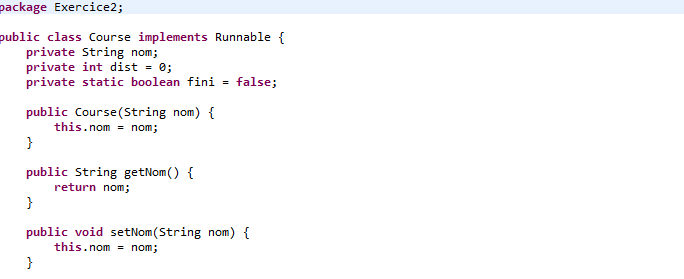 package Exercice2;
public class Course implements Runnable {
private String nom;
private int dist = 0;
private static boolean fini = false;
public Course(String nom) {
this.nom = nom;
}
public String getNom() {
return nom;
}
public void setNom(String nom) {
this.nom = nom;
}